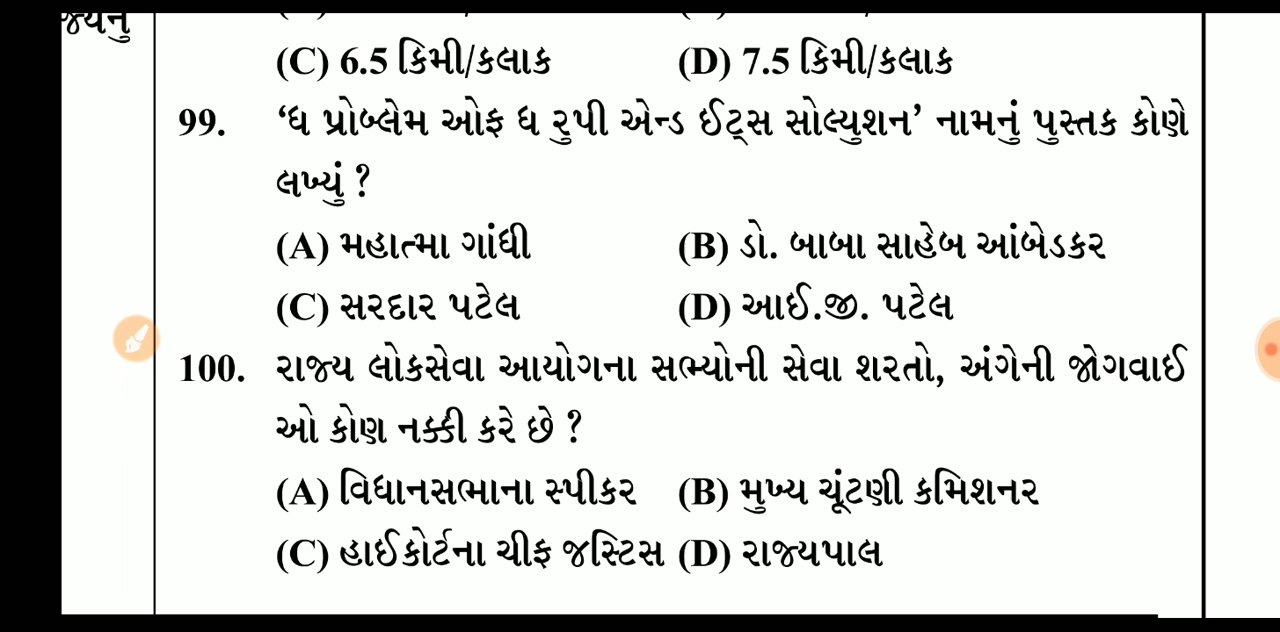 જ્યનું
(C) 6.5 કિમી/કલાક (D) 7.5 કિમી/કલાક
99. ‘ધ પ્રોબ્લેમ ઓફ ધ રુપી એન્ડ ઈટ્સ સોલ્યુશન’ નામનું પુસ્તક કોણે
લખ્યું ?
(A) મહાત્મા ગાંધી (B) ડો. બાબા સાહેબ આંબેડકર
(C) સરદાર પટેલ (D) આઈ.જી. પટેલ
100. રાજ્ય લોકસેવા આયોગના સભ્યોની સેવા શરતો, અંગેની જોગવાઈ
ઓ કોણ નક્કી કરે છે ?
(A) વિધાનસભાના સ્પીકર (B) મુખ્ય ચૂંટણી કમિશનર
(C) હાઈકોર્ટના ચીફ જસ્ટિસ (D) રાજ્યપાલ